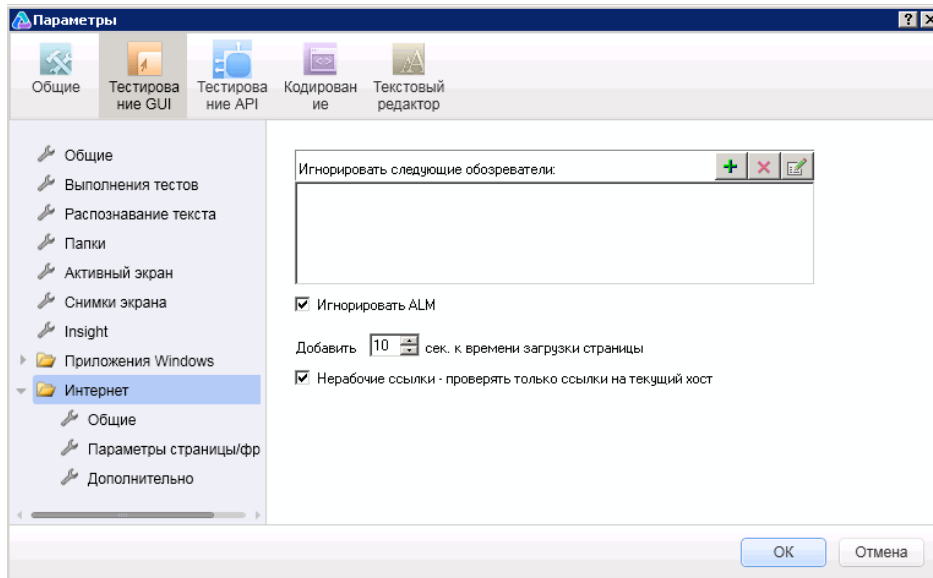 Параметры
Общие
Тестирова
ние GUI
Тестирова
ние API
Кодирован
ие
Текстовый
редактор
Общие
Выполнения тестов
Распознавание текста
Папки
Активный экран
Снимки экрана
Insight
Приложения Windows
Интернет
Общие
Параметры страницы/фр
Дополнительно
Игнорировать следующие обозреватели:
Игнорировать ALM
Добавить 10 сек. к времени загрузки страницы
Нерабочие ссылки - проверять только ссылки на текущий хост
ОК
Отмена